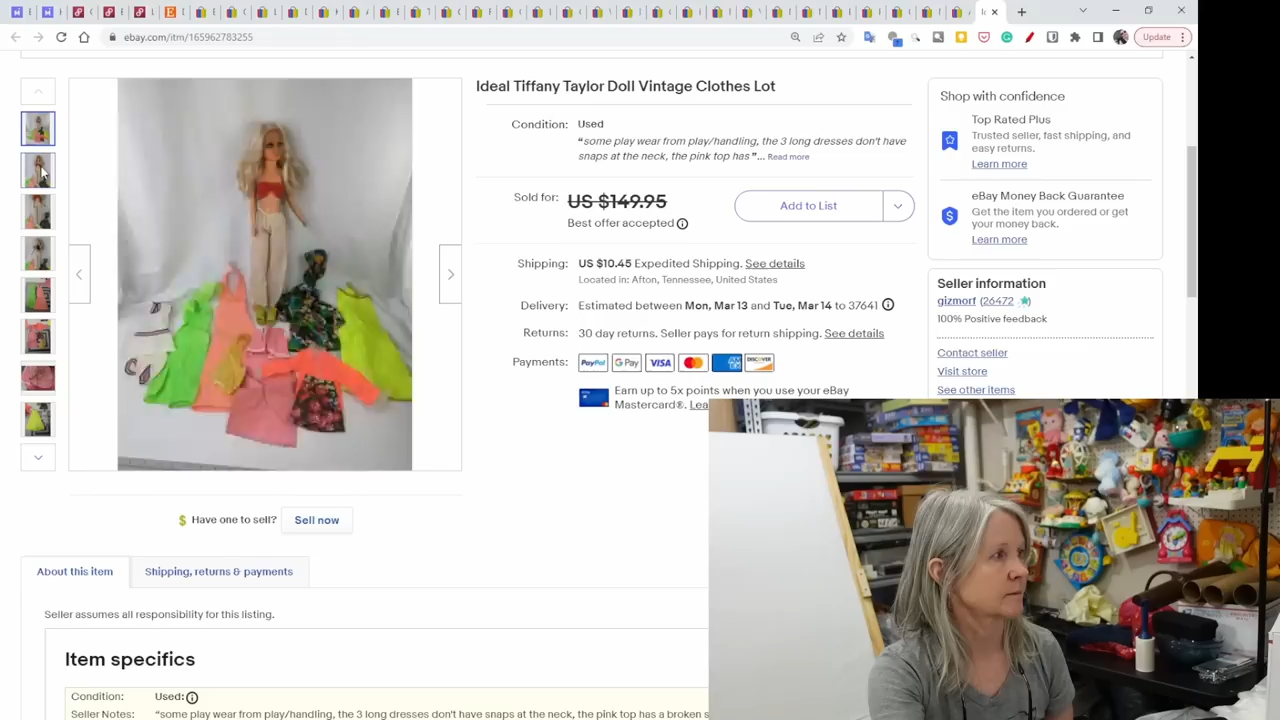 Update
ebay.com/itm/165962783255
Ideal Tiffany Taylor Doll Vintage Clothes Lot
Condition: Used
“some play wear from play/handling, the 3 long dresses don't have
snaps at the neck, the pink top has ”... Read more
Sold for: US $149.95
Best offer accepted
Add to List
Shipping: US $10.45 Expedited Shipping. See details
Located in: Afton, Tennessee, United States
Delivery: Estimated between Mon, Mar 13 and Tue, Mar 14 to 37641
Returns: 30 day returns. Seller pays for return shipping. See details
Payments: PayPal G Pay VISA DISCOVER
Earn up to 5x points when you use your eBay
Mastercard®. Lea
Shop with confidence
Top Rated Plus
Trusted seller, fast shipping, and
easy returns.
Learn more
eBay Money Back Guarantee
Get the item you ordered or get
your money back.
Learn more
Seller information
gizmorf (26472)
100% Positive feedback
Contact seller
Visit store
See other items
Have one to sell? Sell now
About this item
Shipping, returns & payments
Seller assumes all responsibility for this listing.
Item specifics
Condition: Used:
Seller Notes: “some play wear from play/handling, the 3 long dresses don't have snaps at the neck, the pink top has a broken s